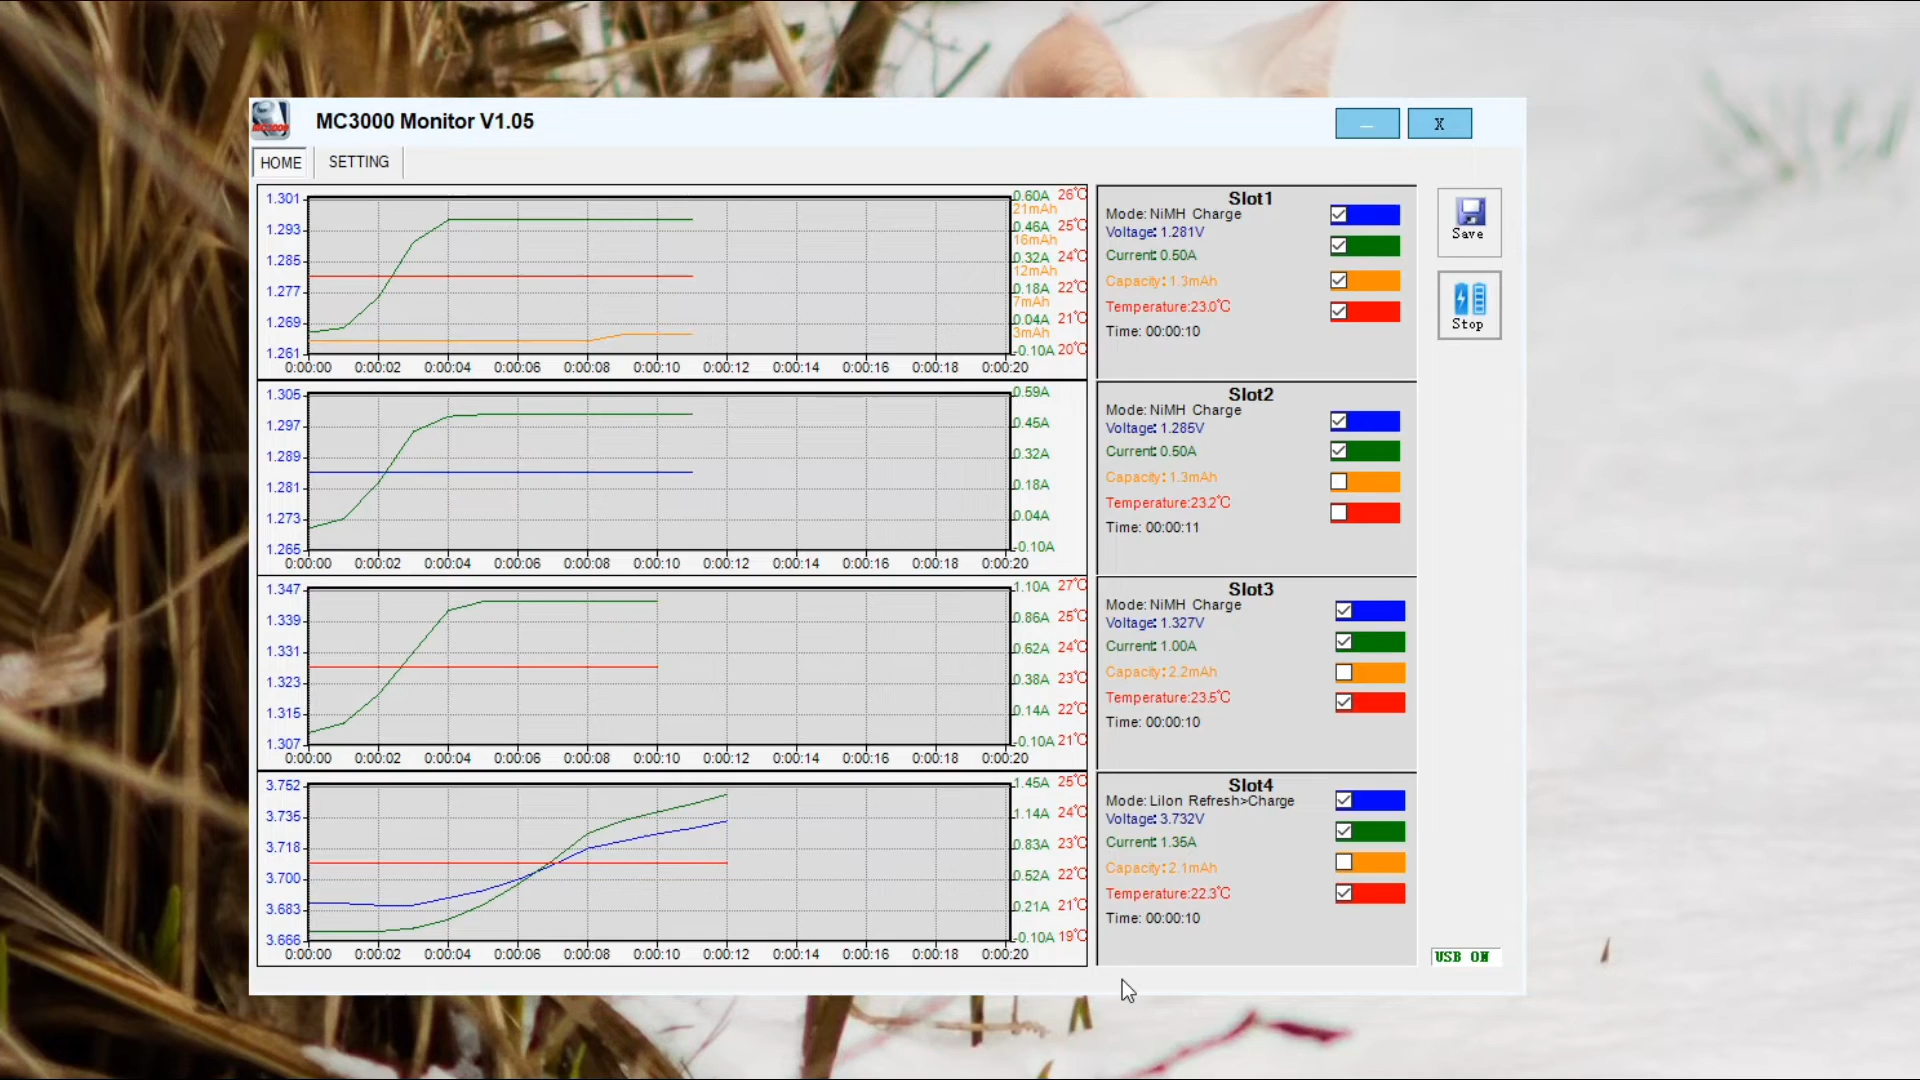 MC3000 Monitor V1.05
X
HOME
SETTING
1.301
1.293
1.285
1.277
1.269
1.261
0.60A 26°C
21mAh
0.46A 25°C
16mAh
0.32A 24°C
12mAh
0.18A 22°C
7mAh
0.04A 21°C
3mAh
-0.10A 20°C
0:00:00 0:00:02 0:00:04 0:00:06 0:00:08 0:00:10 0:00:12 0:00:14 0:00:16 0:00:18 0:00:20
Slot1
Mode: NiMH Charge
Voltage: 1.281V
Current: 0.50A
Capacity: 1.3mAh
Temperature:23.0°C
Time: 00:00:10
Save
Stop
1.305
1.297
1.289
1.281
1.273
1.265
0.59A
0.45A
0.32A
0.18A
0.04A
-0.10A
0:00:00 0:00:02 0:00:04 0:00:06 0:00:08 0:00:10 0:00:12 0:00:14 0:00:16 0:00:18 0:00:20
Slot2
Mode: NiMH Charge
Voltage: 1.285V
Current: 0.50A
Capacity: 1.3mAh
Temperature:23.2°C
Time: 00:00:11
1.347
1.339
1.331
1.323
1.315
1.307
1.10A 27°C
0.86A 25°C
0.62A 24°C
0.38A 23°C
0.14A 22°C
-0.10A 21°C
0:00:00 0:00:02 0:00:04 0:00:06 0:00:08 0:00:10 0:00:12 0:00:14 0:00:16 0:00:18 0:00:20
Slot3
Mode: NiMH Charge
Voltage: 1.327V
Current: 1.00A
Capacity: 2.2mAh
Temperature:23.5°C
Time: 00:00:10
3.752
3.735
3.718
3.700
3.683
3.666
1.45A 25°C
1.14A 24°C
0.83A 23°C
0.52A 22°C
0.21A 21°C
-0.10A 19°C
0:00:00 0:00:02 0:00:04 0:00:06 0:00:08 0:00:10 0:00:12 0:00:14 0:00:16 0:00:18 0:00:20
Slot4
Mode: LiIon Refresh>Charge
Voltage: 3.732V
Current: 1.35A
Capacity: 2.1mAh
Temperature:22.3°C
Time: 00:00:10
USB ON